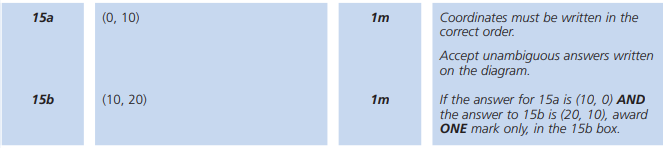 15a (0, 10) 1m Coordinates must be written in the
correct order.
Accept unambiguous answers written
on the diagram.
15b (10, 20) 1m If the answer for 15a is (10, 0) AND
the answer to 15b is (20, 10), award
ONE mark only, in the 15b box.